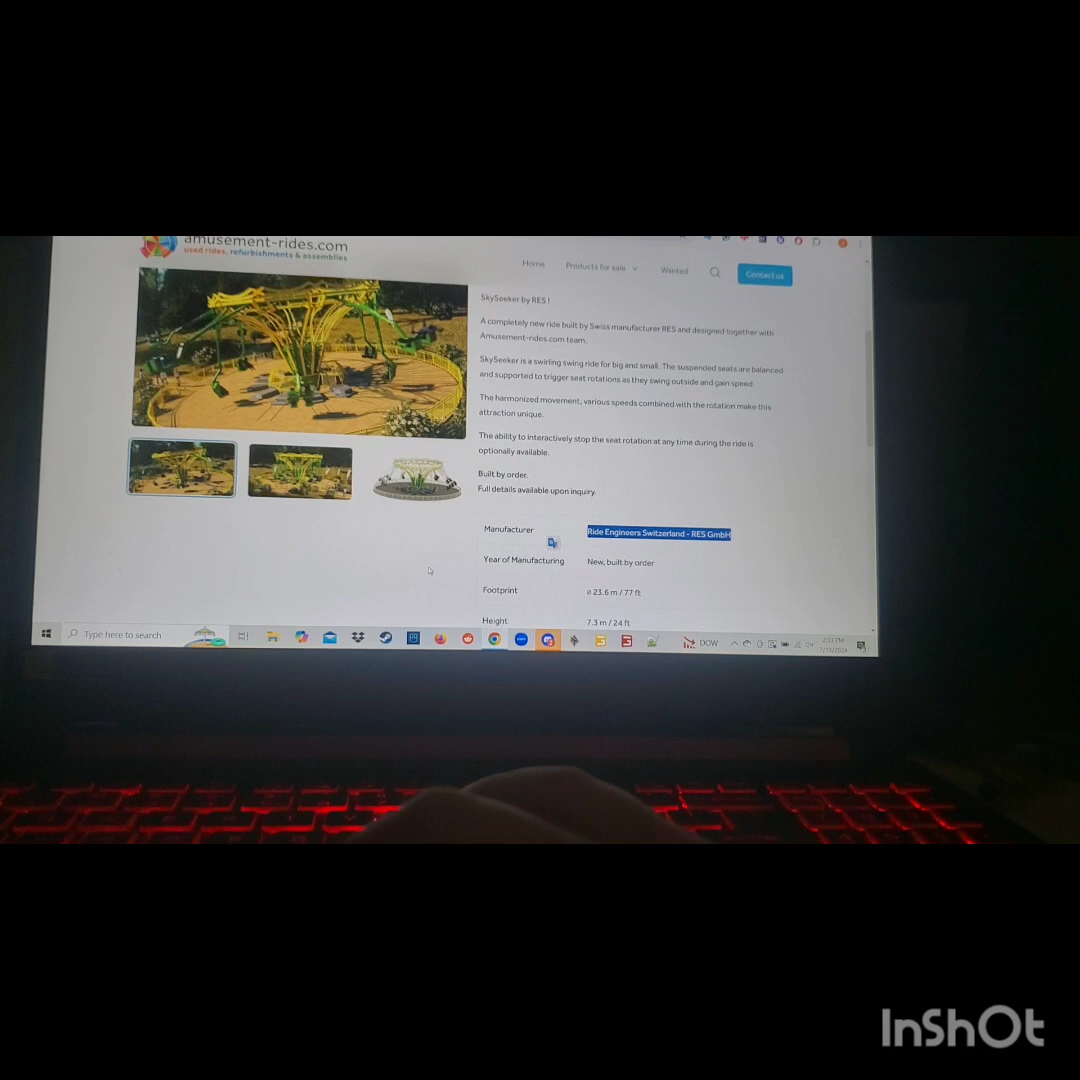 amusement-rides.com
used rides, refurbishments & assemblies
Home
Products for sale
Wanted
Contact us
SkySeeker by RES !
A completely new ride built by Swiss manufacturer RES and designed together with
Amusement-rides.com team.
SkySeeker is a swirling swing ride for big and small. The suspended seats are balanced
and supported to trigger seat rotations as they swing outside and gain speed.
The harmonized movement, various speeds combined with the rotation make this
attraction unique.
The ability to interactively stop the seat rotation at any time during the ride is
optionally available.
Built by order.
Full details available upon inquiry.
Manufacturer
Ride Engineers Switzerland - RES GmbH
Year of Manufacturing
New, built by order
Footprint
ø 23.6 m / 77 ft
Height
7.3 m / 24 ft
Type here to search
DOW
2:33 PM
InShOt